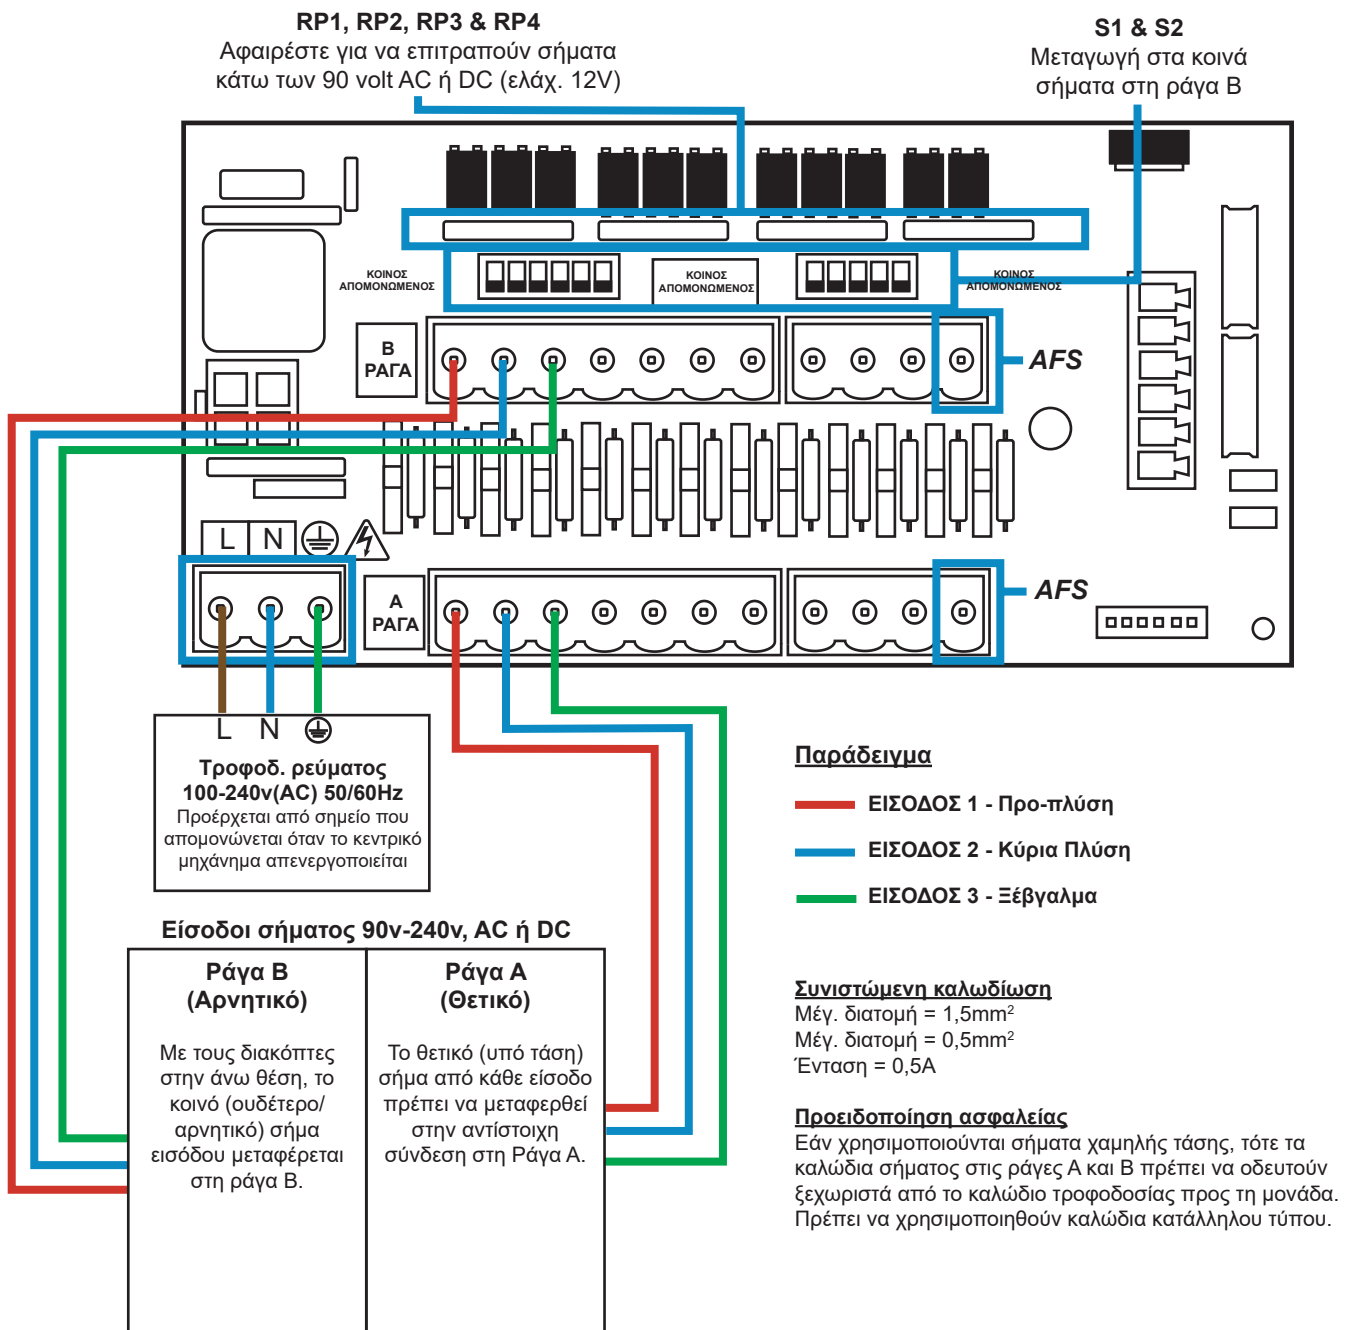 RP1, RP2, RP3 & RP4
Αφαιρέστε για να επιτραπούν σήματα
κάτω των 90 volt AC ή DC (ελάχ. 12V)
S1 & S2
Μεταγωγή στα κοινά
σήματα στη ράγα Β
ΚΟΙΝΟΣ
ΑΠΟΜΟΝΩΜΕΝΟΣ
ΚΟΙΝΟΣ
ΑΠΟΜΟΝΩΜΕΝΟΣ
ΚΟΙΝΟΣ
ΑΠΟΜΟΝΩΜΕΝΟΣ
Β
ΡΑΓΑ
AFS
L N
Α
ΡΑΓΑ
AFS
L N
Τροφοδ. ρεύματος
100-240v(AC) 50/60Hz
Προέρχεται από σημείο που
απομονώνεται όταν το κεντρικό
μηχάνημα απενεργοποιείται
Παράδειγμα
ΕΙΣΟΔΟΣ 1 - Προ-πλύση
ΕΙΣΟΔΟΣ 2 - Κύρια Πλύση
ΕΙΣΟΔΟΣ 3 - Ξέβγαλμα
Είσοδοι σήματος 90v-240v, AC ή DC
Ράγα Β
(Αρνητικό)
Με τους διακόπτες
στην άνω θέση, το
κοινό (ουδέτερο/
αρνητικό) σήμα
εισόδου μεταφέρεται
στη ράγα Β.
Ράγα Α
(Θετικό)
Το θετικό (υπό τάση)
σήμα από κάθε είσοδο
πρέπει να μεταφερθεί
στην αντίστοιχη
σύνδεση στη Ράγα Α.
Συνιστώμενη καλωδίωση
Μέγ. διατομή = 1,5mm²
Μέγ. διατομή = 0,5mm²
Ένταση = 0,5A
Προειδοποίηση ασφαλείας
Εάν χρησιμοποιούνται σήματα χαμηλής τάσης, τότε τα
καλώδια σήματος στις ράγες Α και Β πρέπει να οδευτούν
ξεχωριστά από το καλώδιο τροφοδοσίας προς τη μονάδα.
Πρέπει να χρησιμοποιηθούν καλώδια κατάλληλου τύπου.